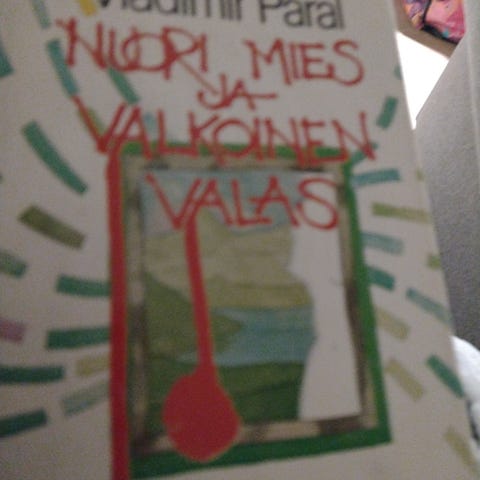 Vladimir Páral
NUORI MIES
JA
VALKOINEN
VALAS